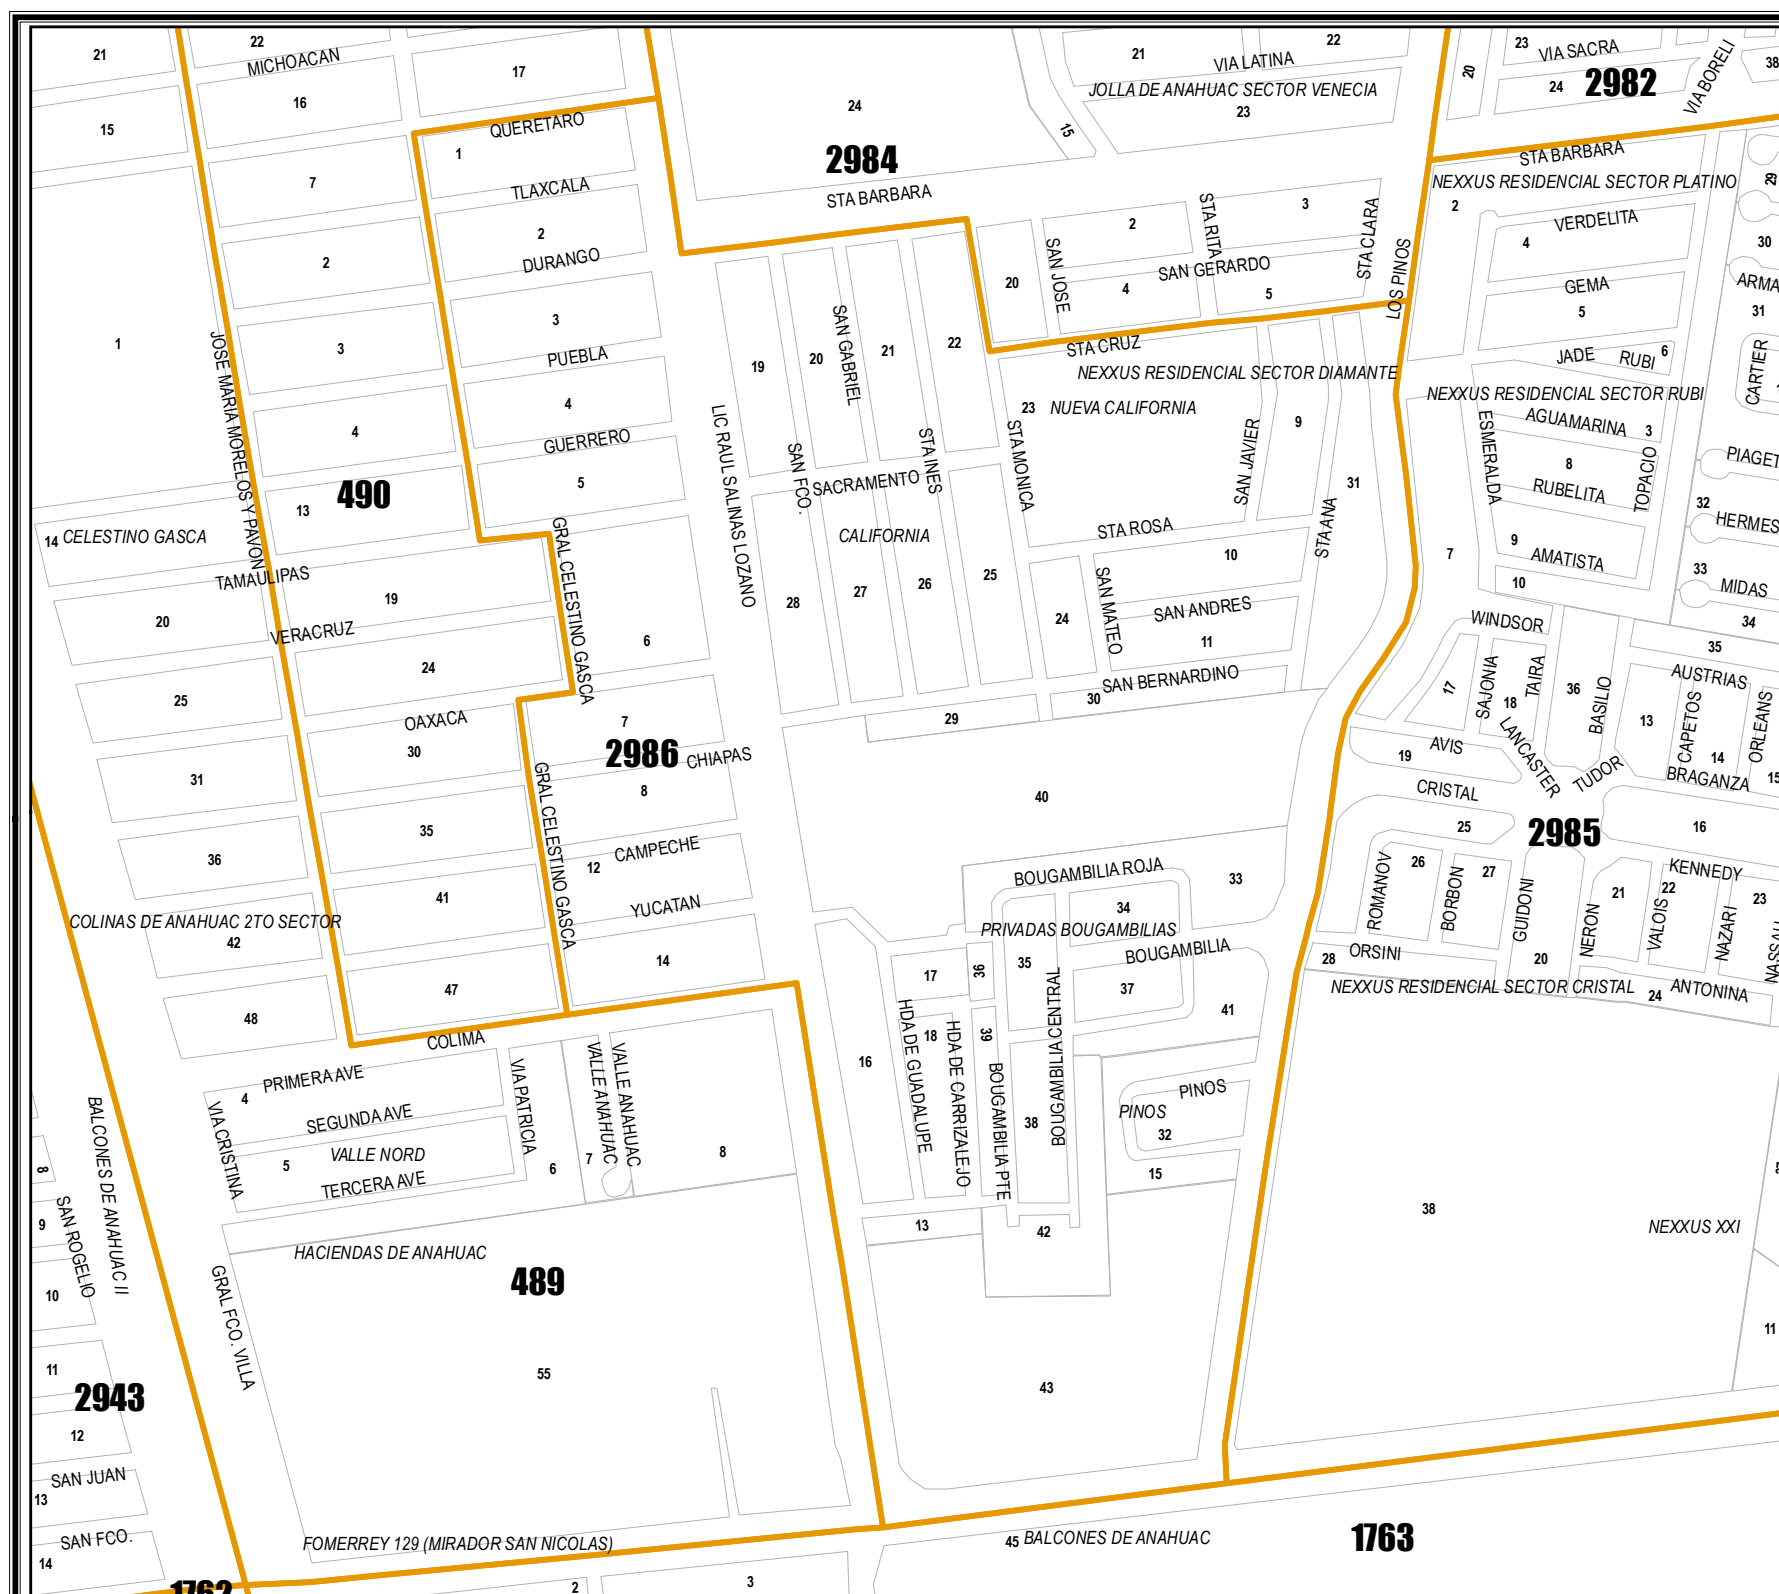 21
22
MICHOACAN
17
16
15
24
21
22
VIA LATINA
JOLLA DE ANAHUAC SECTOR VENECIA
23
15
20
23
VIA SACRA
24
2982
VIA BORELI
38
QUERETARO
1
7
TLAXCALA
2984
STA BARBARA
STA BARBARA
NEXXUS RESIDENCIAL SECTOR PLATINO
2
29
2
DURANGO
2
2
STA RITA
3
STA CLARA
VERDELITA
4
30
SAN JOSE
20
SAN GERARDO
4
5
LOS PINOS
GEMA
5
ARMA
31
1
JOSE MARIA MORELOS Y PAVON
3
3
PUEBLA
4
19
20
SAN GABRIEL
21
22
STA CRUZ
NEXXUS RESIDENCIAL SECTOR DIAMANTE
JADE
RUBI
6
CARTIER
NEXXUS RESIDENCIAL SECTOR RUBI
23
NUEVA CALIFORNIA
4
GUERRERO
LIC RAUL SALINAS LOZANO
SAN FCO.
STA INES
STA MONICA
SAN JAVIER
9
ESMERALDA
AGUAMARINA
3
8
TOPACIO
PIAGET
490
13
5
SACRAMENTO
31
RUBELITA
32
HERMES
14
CELESTINO GASCA
CALIFORNIA
STA ROSA
STA ANA
10
7
9
AMATISTA
TAMAULIPAS
19
GRAL CELESTINO GASCA
28
27
26
25
SAN MATEO
24
SAN ANDRES
11
10
33
MIDAS
34
20
VERACRUZ
24
6
WINDSOR
35
25
SAN BERNARDINO
30
29
17
SAJONIA
18
TAIRA
36
BASILIO
AUSTRIAS
13
CAPETOS
14
ORLEANS
15
OAXACA
30
7
2986
CHIAPAS
8
AVIS
19
LANCASTER
TUDOR
BRAGANZA
31
40
CRISTAL
25
2985
16
35
GRAL CELESTINO GASCA
CAMPECHE
12
36
BOUGAMBILIA ROJA
33
34
ROMANOV
26
BORBON
27
GUIDONI
NERON
21
VALOIS
22
KENNEDY
NAZARI
23
NASSAU
41
YUCATAN
COLINAS DE ANAHUAC 2TO SECTOR
42
PRIVADAS BOUGAMBILIAS
BOUGAMBILIA
14
17
36
35
37
ORSINI
28
20
NEXXUS RESIDENCIAL SECTOR CRISTAL
24
ANTONINA
47
48
COLIMA
41
BOUGAMBILIA CENTRAL
HDA DE GUADALUPE
18
HDA DE CARRIZALEJO
39
BOUGAMBILIA PTE
16
PRIMERA AVE
4
SEGUNDA AVE
VIA CRISTINA
VALLE NORD
5
TERCERA AVE
VIA PATRICIA
6
VALLE ANAHUAC
7
VALLE ANAHUAC
8
38
PINOS
PINOS
32
15
BALCONES DE ANAHUAC II
8
9
SAN ROGELIO
10
13
42
38
NEXXUS XXI
HACIENDAS DE ANAHUAC
489
GRAL FCO. VILLA
11
11
2943
55
43
12
SAN JUAN
13
SAN FCO.
14
FOMERREY 129 (MIRADOR SAN NICOLAS)
45
BALCONES DE ANAHUAC
1763
1762
2
3